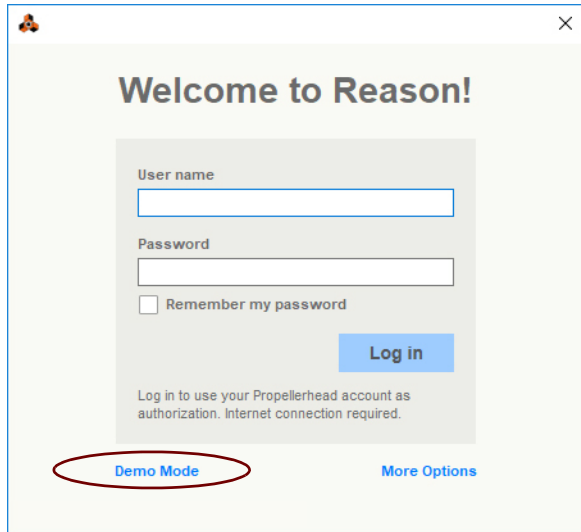 Welcome to Reason!
User name
Password
Remember my password
Log in
Log in to use your Propellerhead account as
authorization. Internet connection required.
Demo Mode
More Options